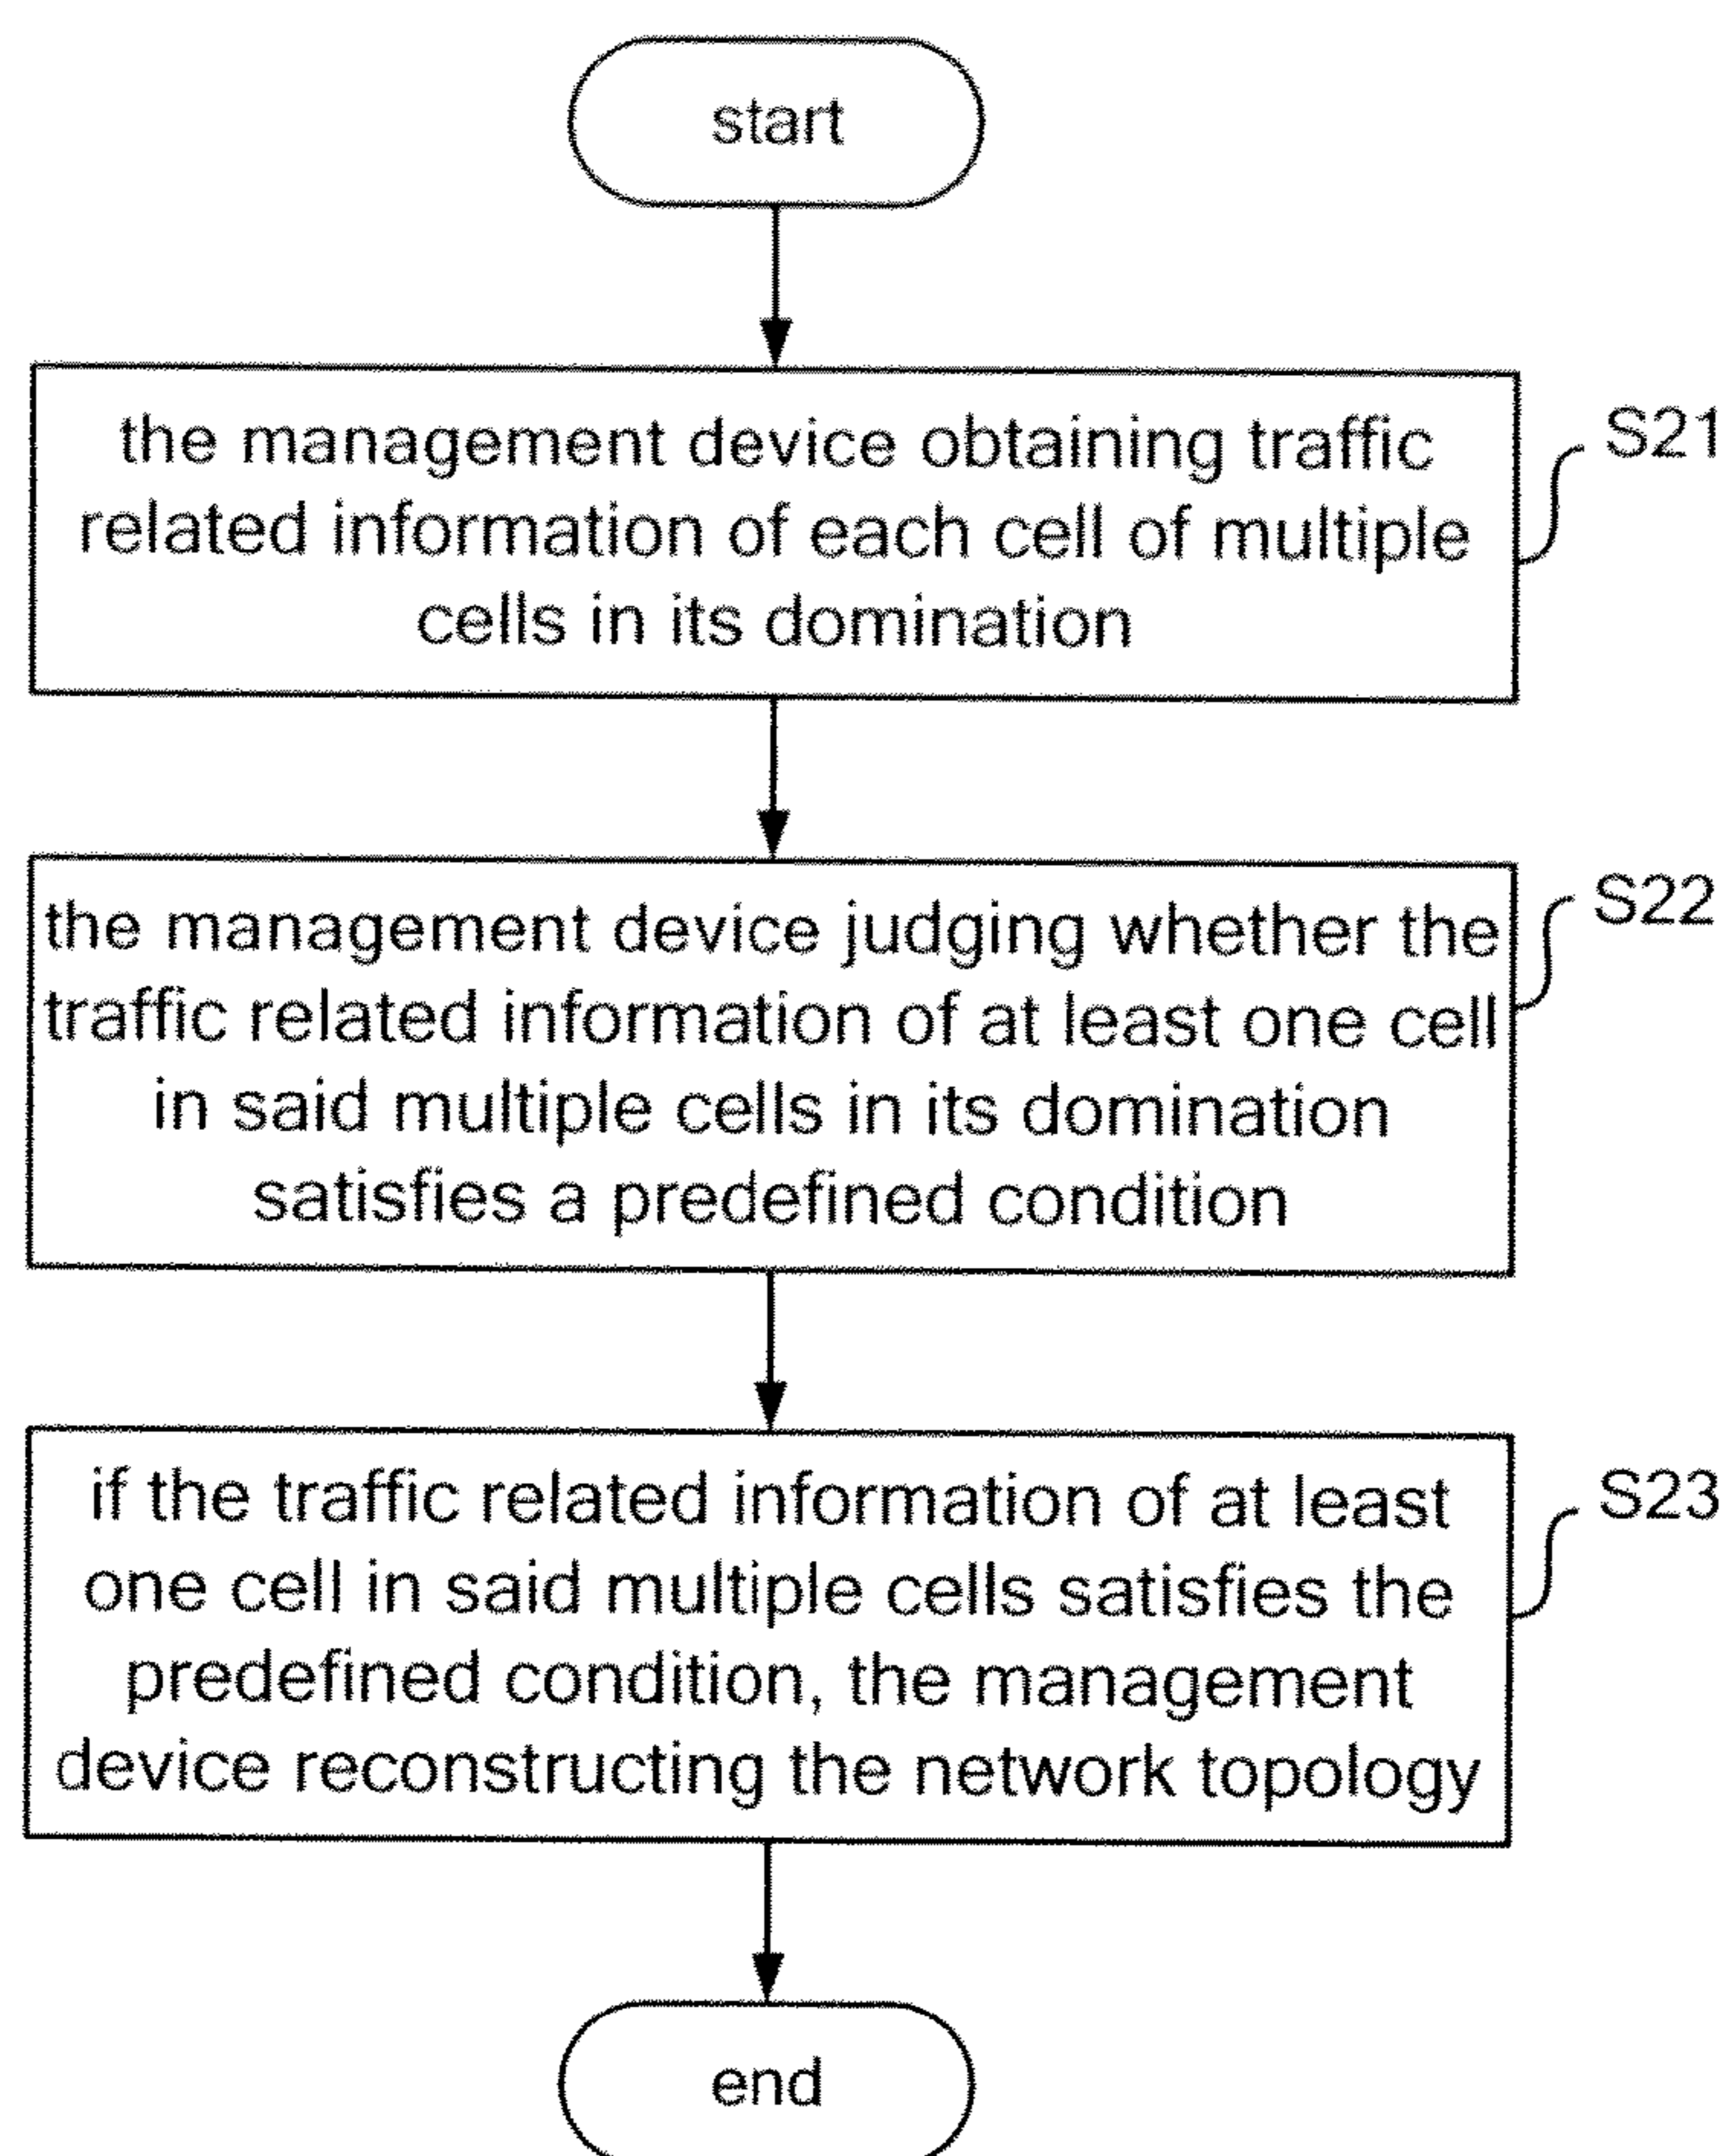 start
the management device obtaining traffic
related information of each cell of multiple
cells in its domination
S21
the management device judging whether the
traffic related information of at least one cell
in said multiple cells in its domination
satisfies a predefined condition
S22
if the traffic related information of at least
one cell in said multiple cells satisfies the
predefined condition, the management
device reconstructing the network topology
S23
end